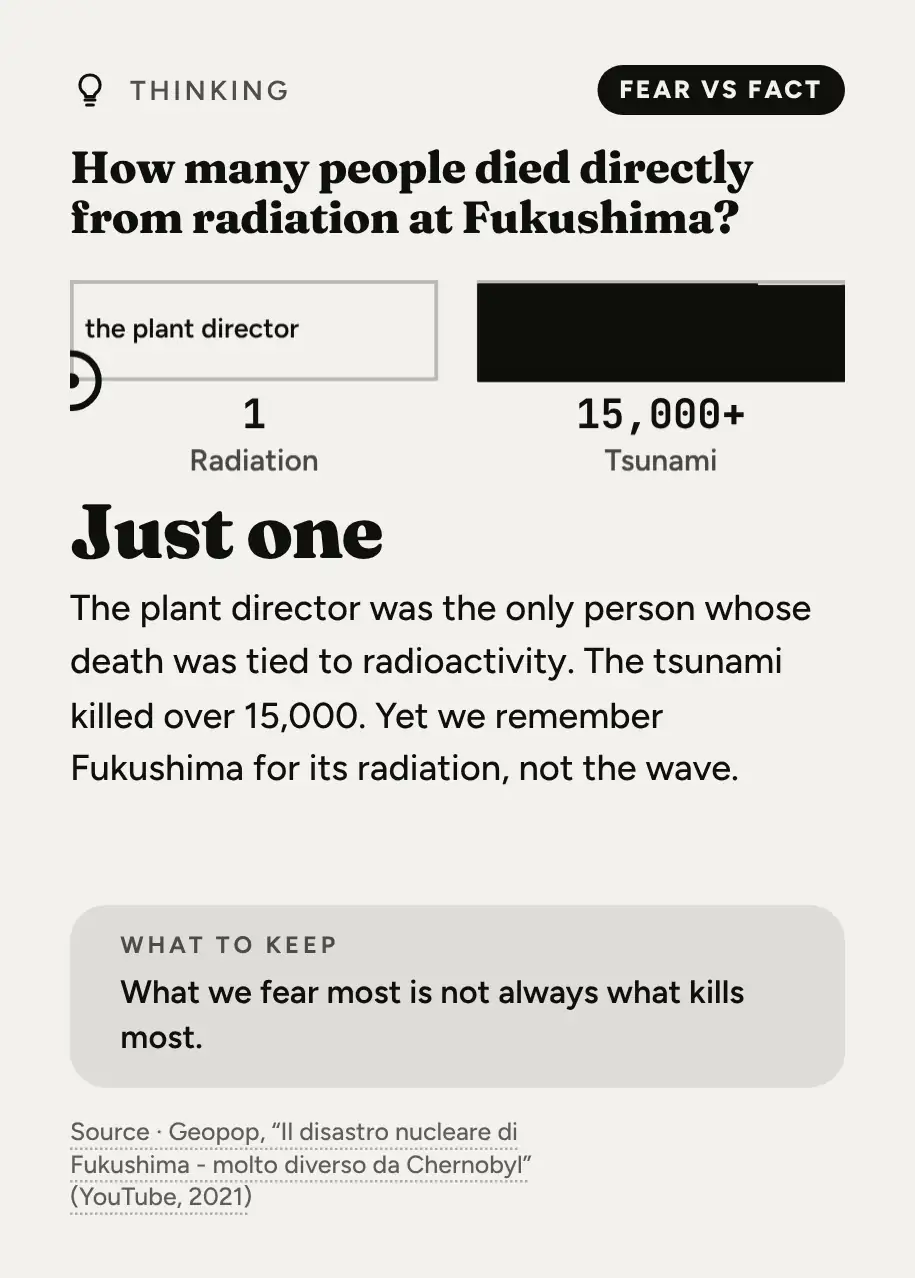 THINKING
FEAR VS FACT
How many people died directly
from radiation at Fukushima?
the plant director
1
Radiation
15,000+
Tsunami
Just one
The plant director was the only person whose
death was tied to radioactivity. The tsunami
killed over 15,000. Yet we remember
Fukushima for its radiation, not the wave.
WHAT TO KEEP
What we fear most is not always what kills
most.
Source · Geopop, “Il disastro nucleare di
Fukushima - molto diverso da Chernobyl”
(YouTube, 2021)